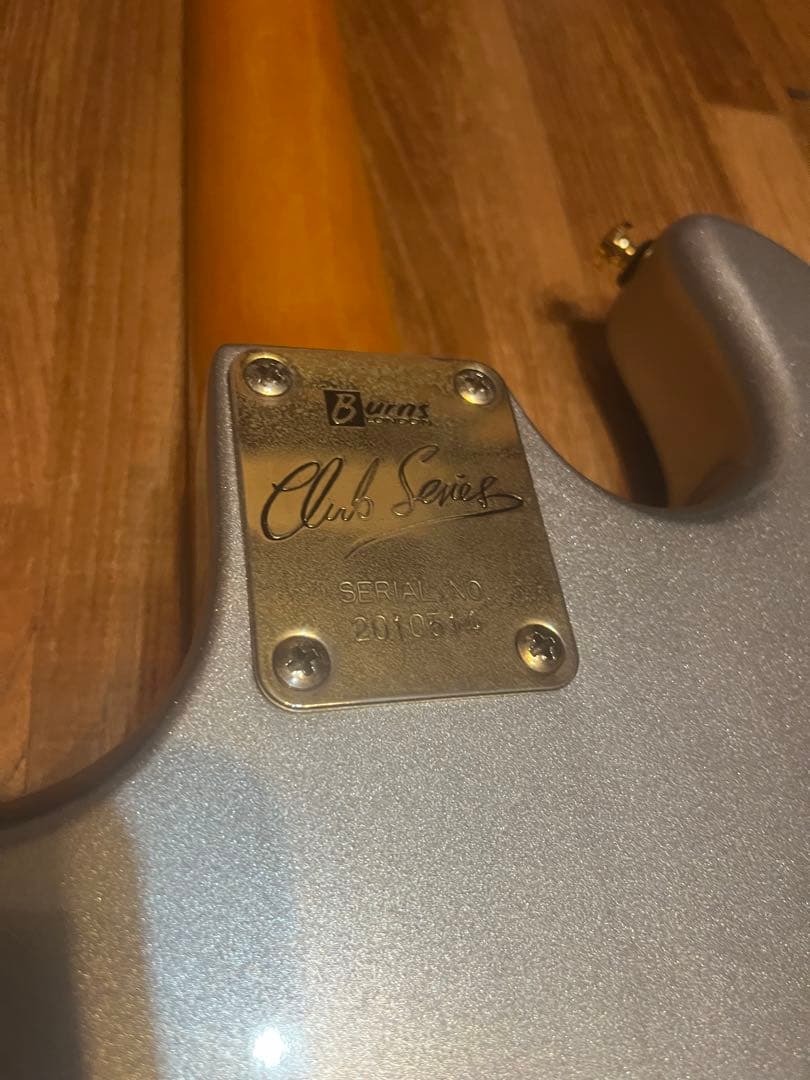 Burns
LONDON
Club Series
SERIAL NO.
2010514